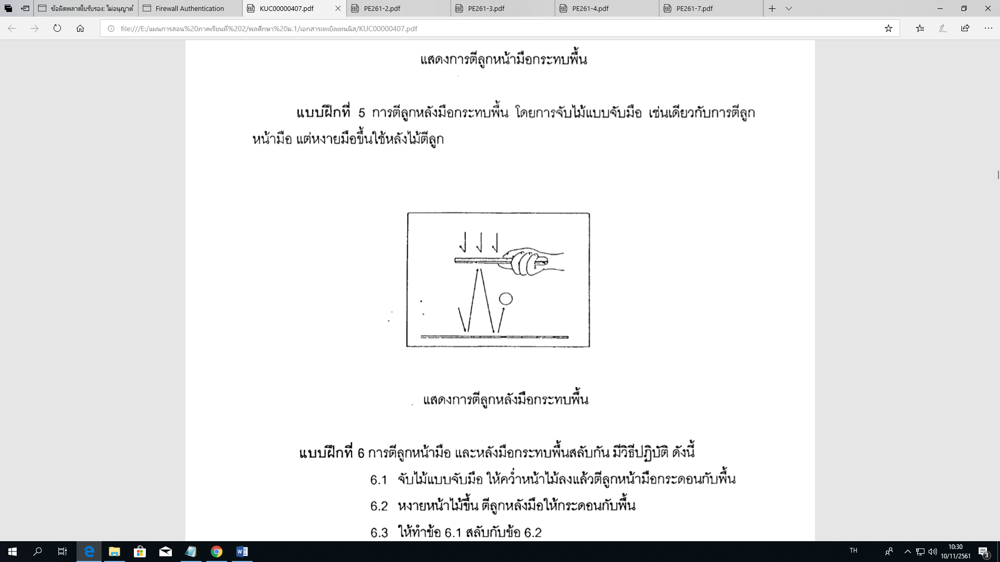 ข้อผิดพลาดใบรับรอง: ไม่อนุญาต์
Firewall Authentication
KUC00000407.pdf
PE261-2.pdf
PE261-3.pdf
PE261-4.pdf
PE261-7.pdf
file:///E:/แผนการสอน%20ภาคเรียนที่%202/พลศึกษา%20ม.1/เอกสารเทเบิลเทนนิส/KUC00000407.pdf
แสดงการตีลูกหน้ามือกระทบพื้น
แบบฝึกที่ 5 การตีลูกหลังมือกระทบพื้น โดยการจับไม้แบบจับมือ เช่นเดียวกับการตีลูก
หน้ามือ แต่หงายมือขึ้นใช้หลังไม้ตีลูก
แสดงการตีลูกหลังมือกระทบพื้น
แบบฝึกที่ 6 การตีลูกหน้ามือ และหลังมือกระทบพื้นสลับกัน มีวิธีปฏิบัติ ดังนี้
6.1 จับไม้แบบจับมือ ให้คว่ำหน้าไม้ลงแล้วตีลูกหน้ามือกระดอนกับพื้น
6.2 หงายหน้าไม้ขึ้น ตีลูกหลังมือให้กระดอนกับพื้น
6.3 ให้ทำข้อ 6.1 สลับกับข้อ 6.2
TH
10:30
10/11/2561
3